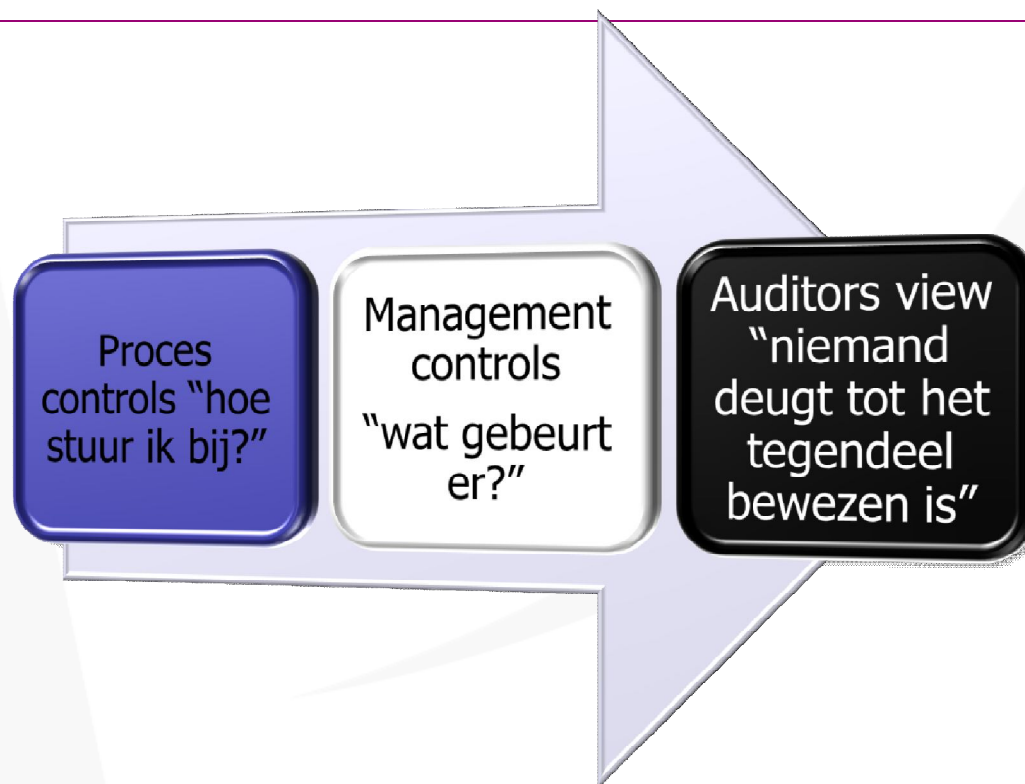 Proces
controls “hoe
stuur ik bij?”
Management
controls
“wat gebeurt
er?”
Auditors view
“niemand
deugt tot het
tegendeel
bewezen is”